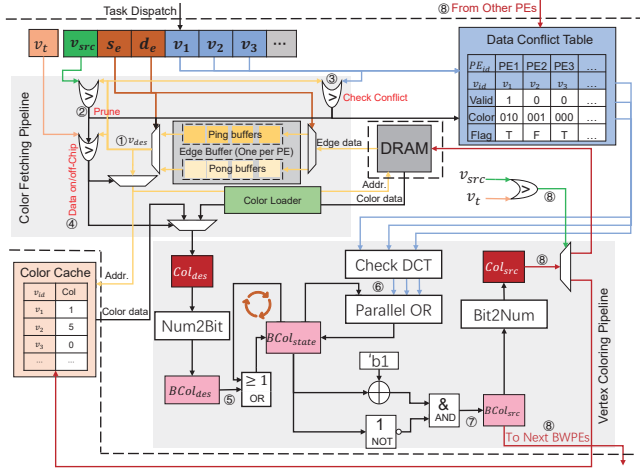 Task Dispatch
⑧ From Other PEs
v_t
v_src
s_e
d_e
v_1
v_2
v_3
...
Data Conflict Table
PE_id PE1 PE2 PE3 ...
v_id v_1 v_2 v_3 ...
Valid 1 0 0 ...
Color 010 001 000 ...
Flag T F T ...
Color Fetching Pipeline
>
②
Prune
>
③
Check Conflict
>
① v_des
Data on/off-Chip
④
Ping buffers
Edge Buffer (One per PE)
Pong buffers
Edge data
DRAM
Addr.
Color data
Color Loader
v_src
v_t
>
⑧
Color Cache
v_id Col
v_1 1
v_2 5
v_3 0
... ...
Addr.
Color data
Col_des
Num2Bit
BCol_des
⑤
≥ 1
OR
BCol_state
Check DCT
⑥
Parallel OR
'b1
1
NOT
&
AND
⑦
BCol_src
Bit2Num
Col_src
⑧
Vertex Coloring Pipeline
⑧
To Next BWPEs